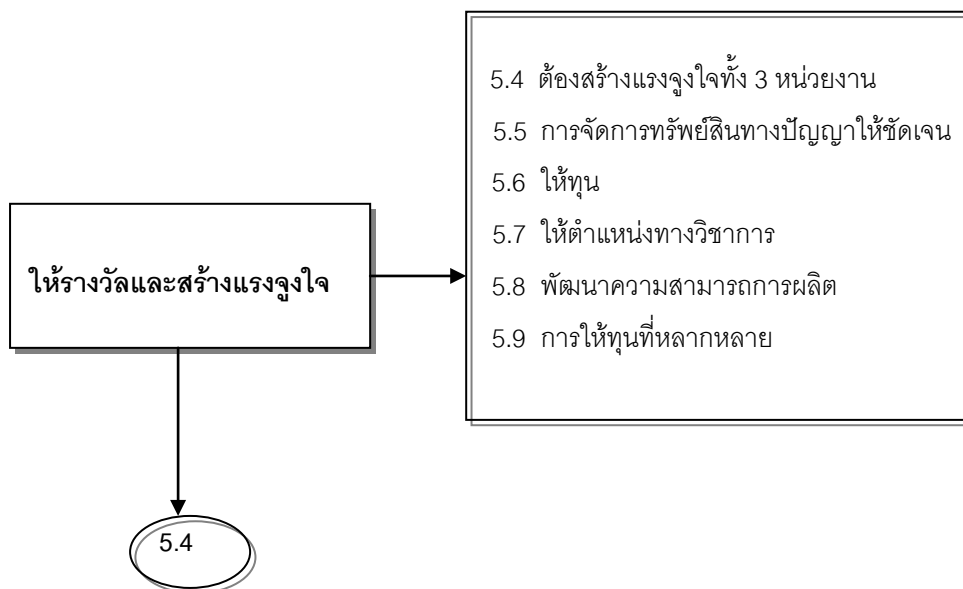 5.4 ต้องสร้างแรงจูงใจทั้ง 3 หน่วยงาน
5.5 การจัดการทรัพย์สินทางปัญญาให้ชัดเจน
5.6 ให้ทุน
5.7 ให้ตำแหน่งทางวิชาการ
5.8 พัฒนาความสามารถการผลิต
5.9 การให้ทุนที่หลากหลาย
ให้รางวัลและสร้างแรงจูงใจ
5.4